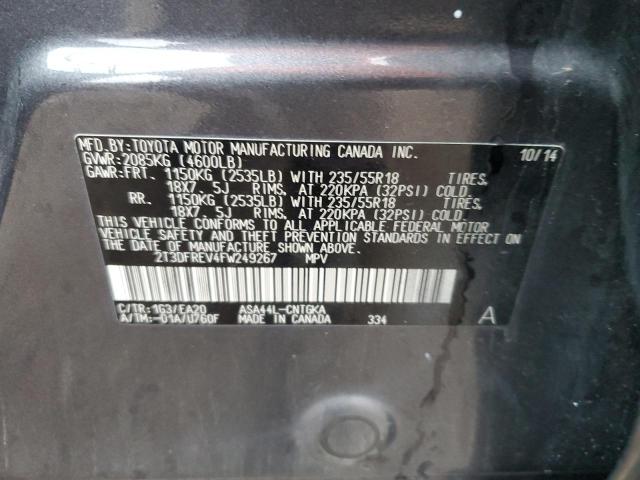 MFD.BY:TOYOTA MOTOR MANUFACTURING CANADA INC. 10/14
GVWR:2085KG (4600LB)
GAWR:FRT. 1150KG (2535LB) WITH 235/55R18 TIRES,
18X7. 5J RIMS, AT 220KPA (32PSI) COLD.
RR. 1150KG (2535LB) WITH 235/55R18 TIRES,
18X7. 5J RIMS, AT 220KPA (32PSI) COLD.
THIS VEHICLE CONFORMS TO ALL APPLICABLE FEDERAL MOTOR
VEHICLE SAFETY AND THEFT PREVENTION STANDARDS IN EFFECT ON
THE DATE OF MANUFACTURE SHOWN ABOVE.
2T3DFREV4FW249267 MPV
C/TR:1G3/EA20 ASA44L-CNTGKA
A/TM:-01A/U760F MADE IN CANADA 334 A